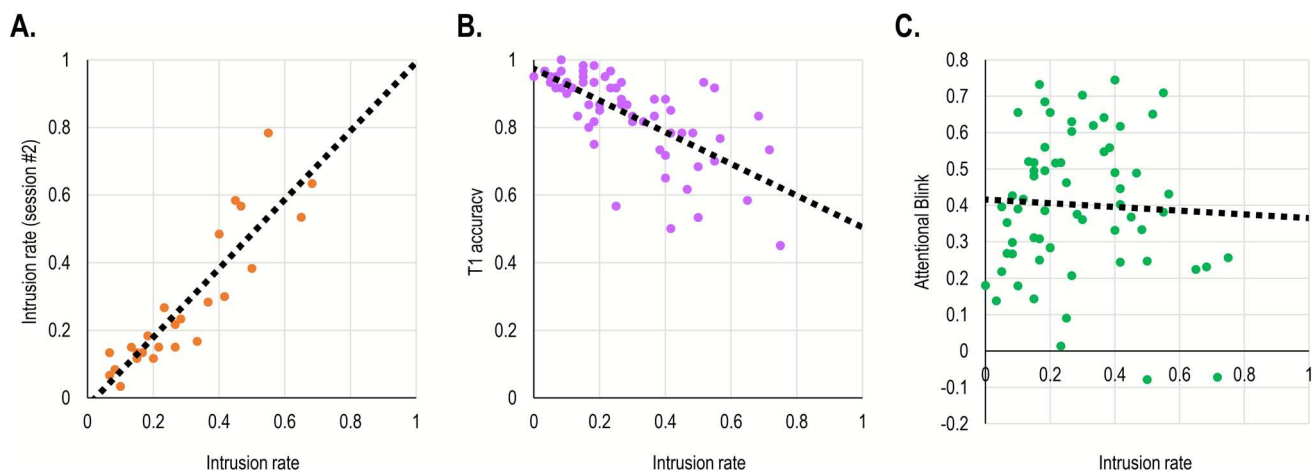 A.
Intrusion rate (session #2)
1
0.8
0.6
0.4
0.2
0
0 0.2 0.4 0.6 0.8 1
Intrusion rate
B.
T1 accuracy
1
0.8
0.6
0.4
0.2
0
0 0.2 0.4 0.6 0.8 1
Intrusion rate
C.
Attentional Blink
0.8
0.7
0.6
0.5
0.4
0.3
0.2
0.1
0
-0.1
-0.2
0 0.2 0.4 0.6 0.8 1
Intrusion rate